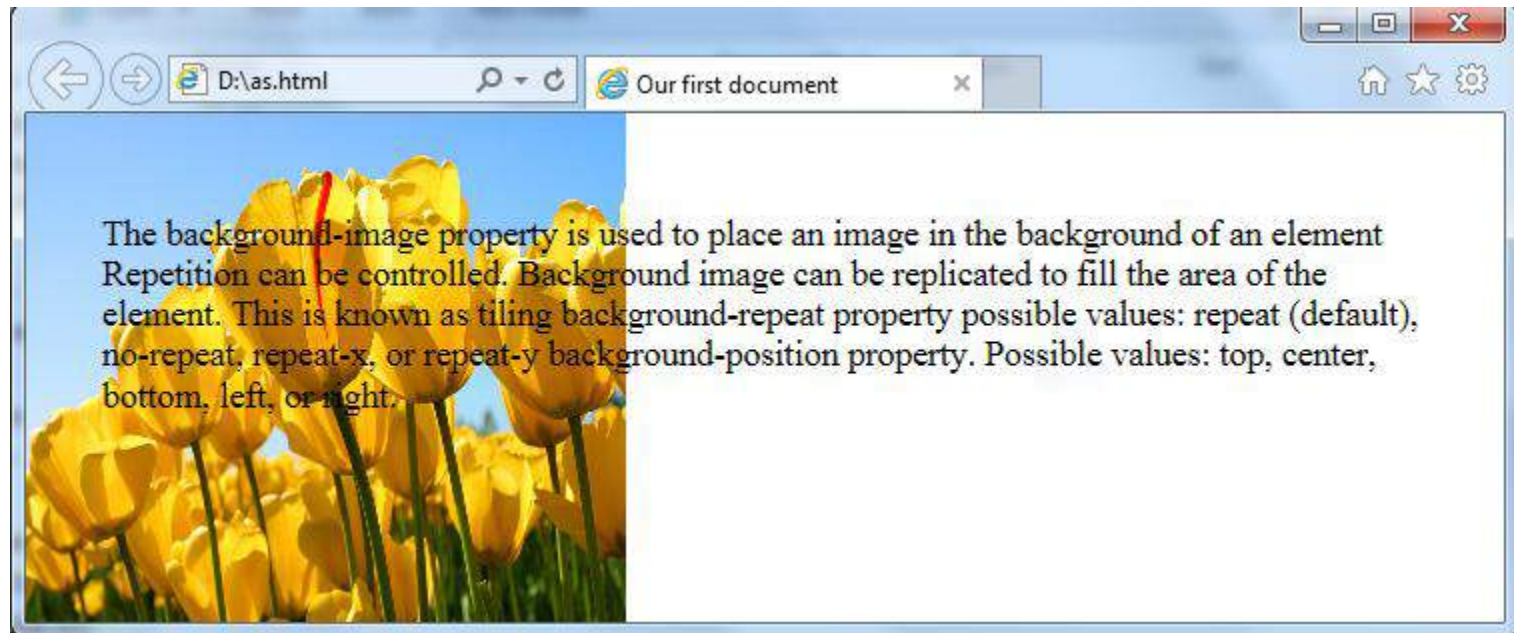 D:\as.html
Our first document
The background-image property is used to place an image in the background of an element
Repetition can be controlled. Background image can be replicated to fill the area of the
element. This is known as tiling background-repeat property possible values: repeat (default),
no-repeat, repeat-x, or repeat-y background-position property. Possible values: top, center,
bottom, left, or right.